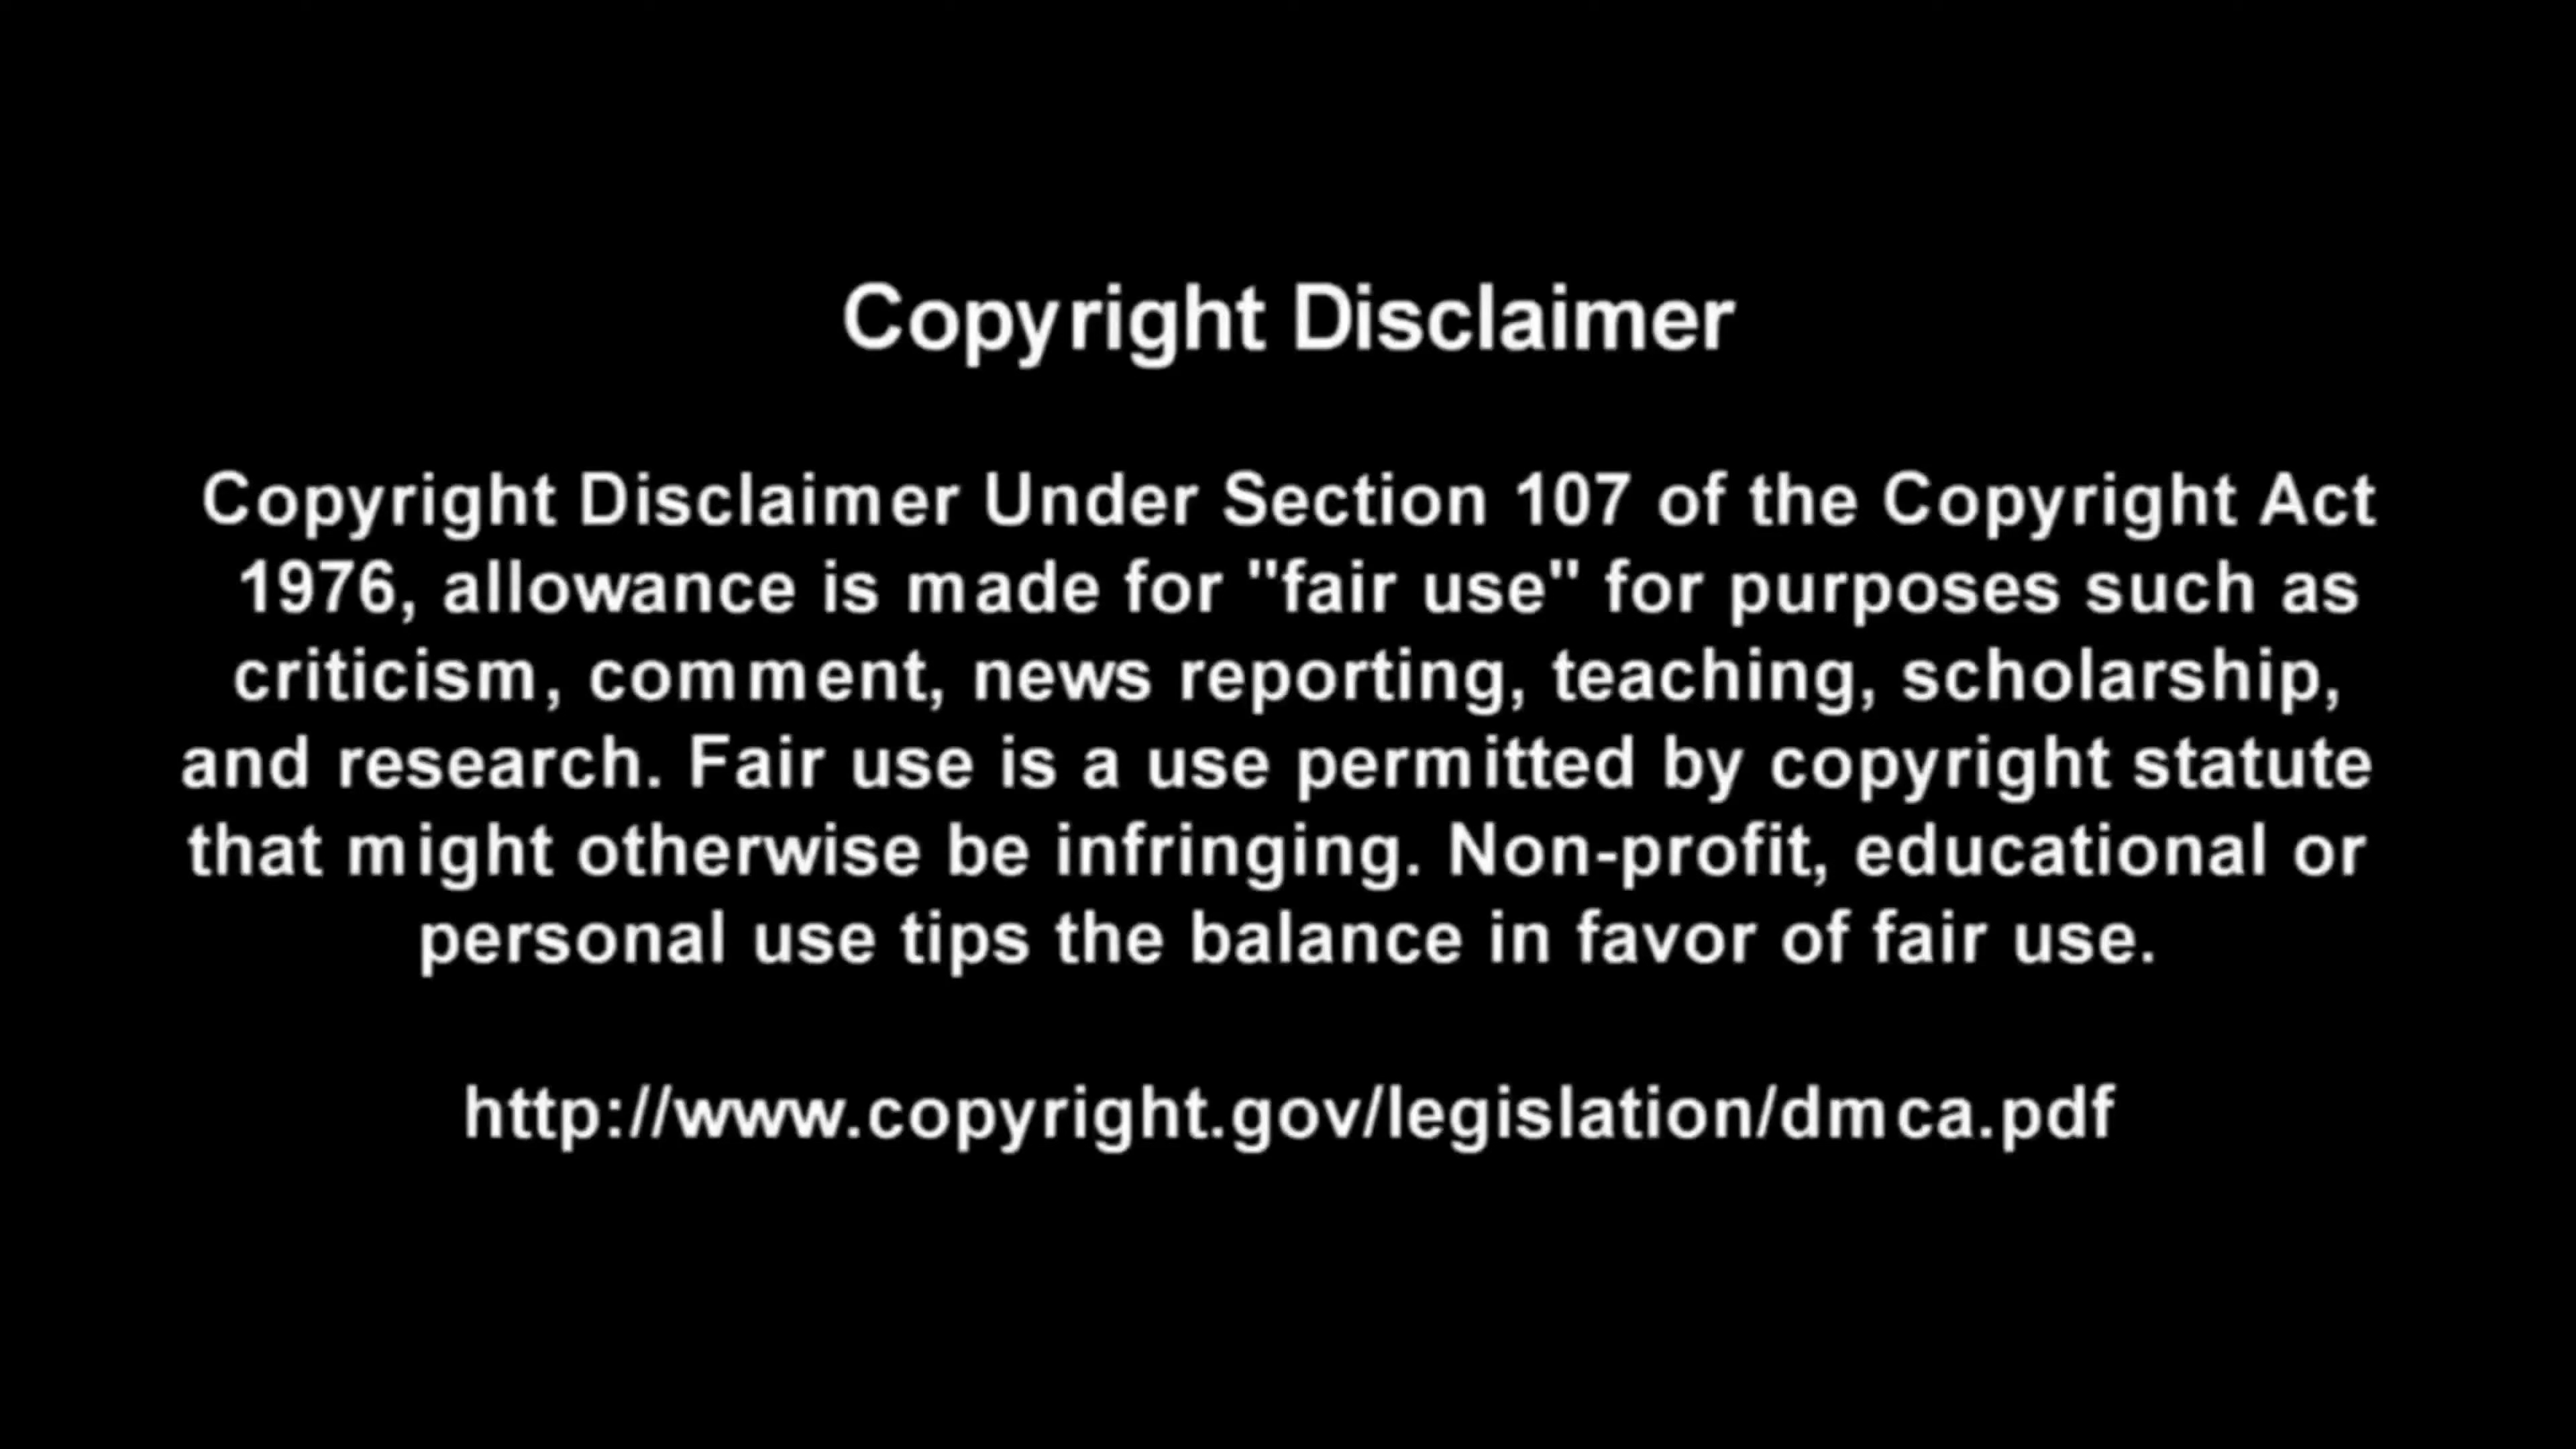 Copyright Disclaimer
Copyright Disclaimer Under Section 107 of the Copyright Act
1976, allowance is made for "fair use" for purposes such as
criticism, comment, news reporting, teaching, scholarship,
and research. Fair use is a use permitted by copyright statute
that might otherwise be infringing. Non-profit, educational or
personal use tips the balance in favor of fair use.
http://www.copyright.gov/legislation/dmca.pdf